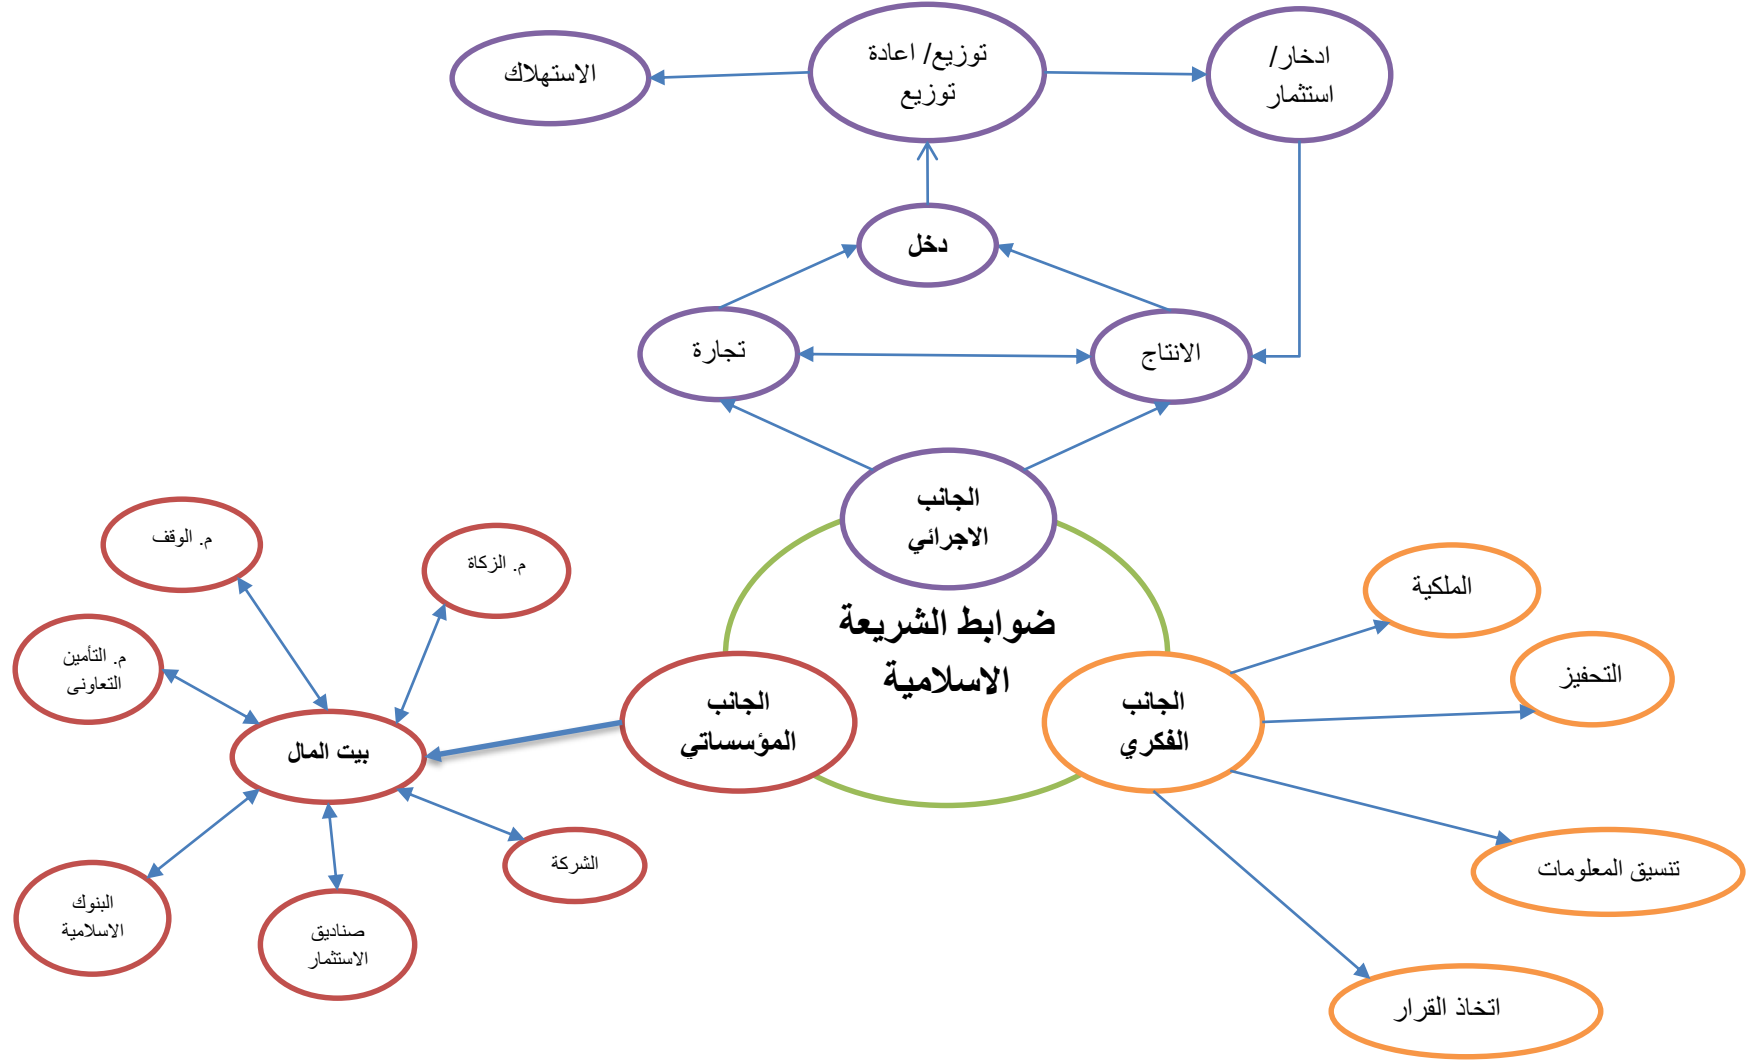 ادخار/
استثمار
توزيع/ اعادة
توزيع
الاستهلاك
دخل
الانتاج
تجارة
الجانب
الاجرائي
ضوابط الشريعة
الاسلامية
الجانب
الفكري
الملكية
التحفيز
تنسيق المعلومات
اتخاذ القرار
الجانب
المؤسساتي
بيت المال
م. الزكاة
م. الوقف
م. التأمين
التعاونى
البنوك
الاسلامية
صناديق
الاستثمار
الشركة